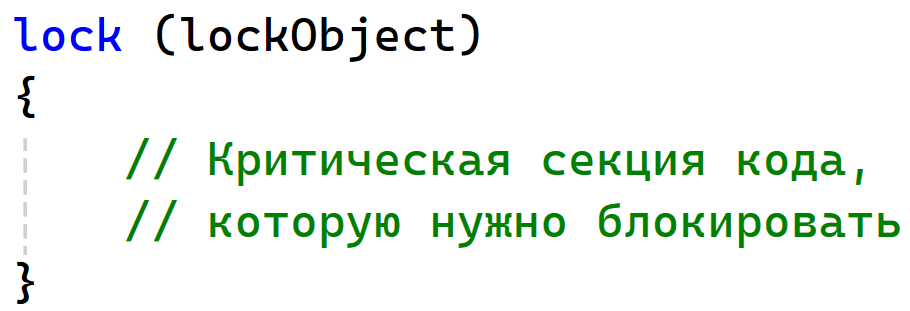 lock (lockObject)
{
// Критическая секция кода,
// которую нужно блокировать
}